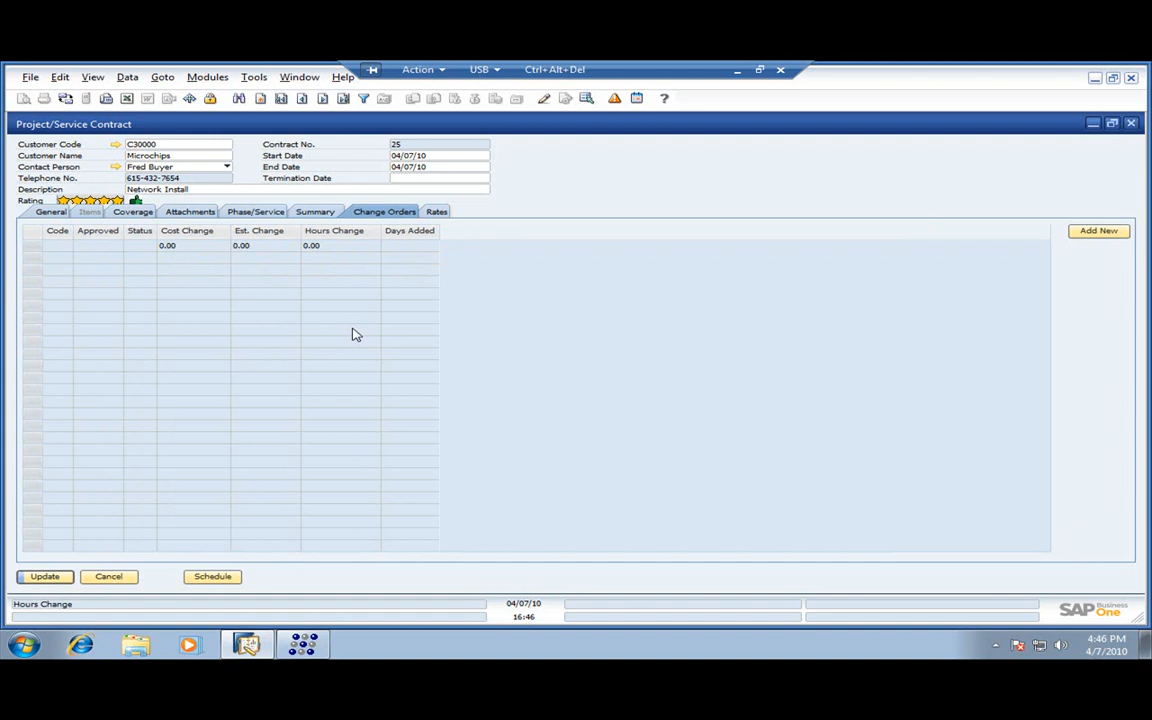 Action USB Ctrl+Alt+Del
File Edit View Data Goto Modules Tools Window Help
Project/Service Contract
Customer Code C30000 Contract No. 25
Customer Name Microchips Start Date 04/07/10
Contact Person Fred Buyer End Date 04/07/10
Telephone No. 615-432-7654 Termination Date
Description Network Install
Rating
General Items Coverage Attachments Phase/Service Summary Change Orders Rates
Code Approved Status Cost Change Est. Change Hours Change Days Added Add New
0.00 0.00 0.00
Update Cancel Schedule
Hours Change 04/07/10
16:46
SAP Business One
4:46 PM
4/7/2010